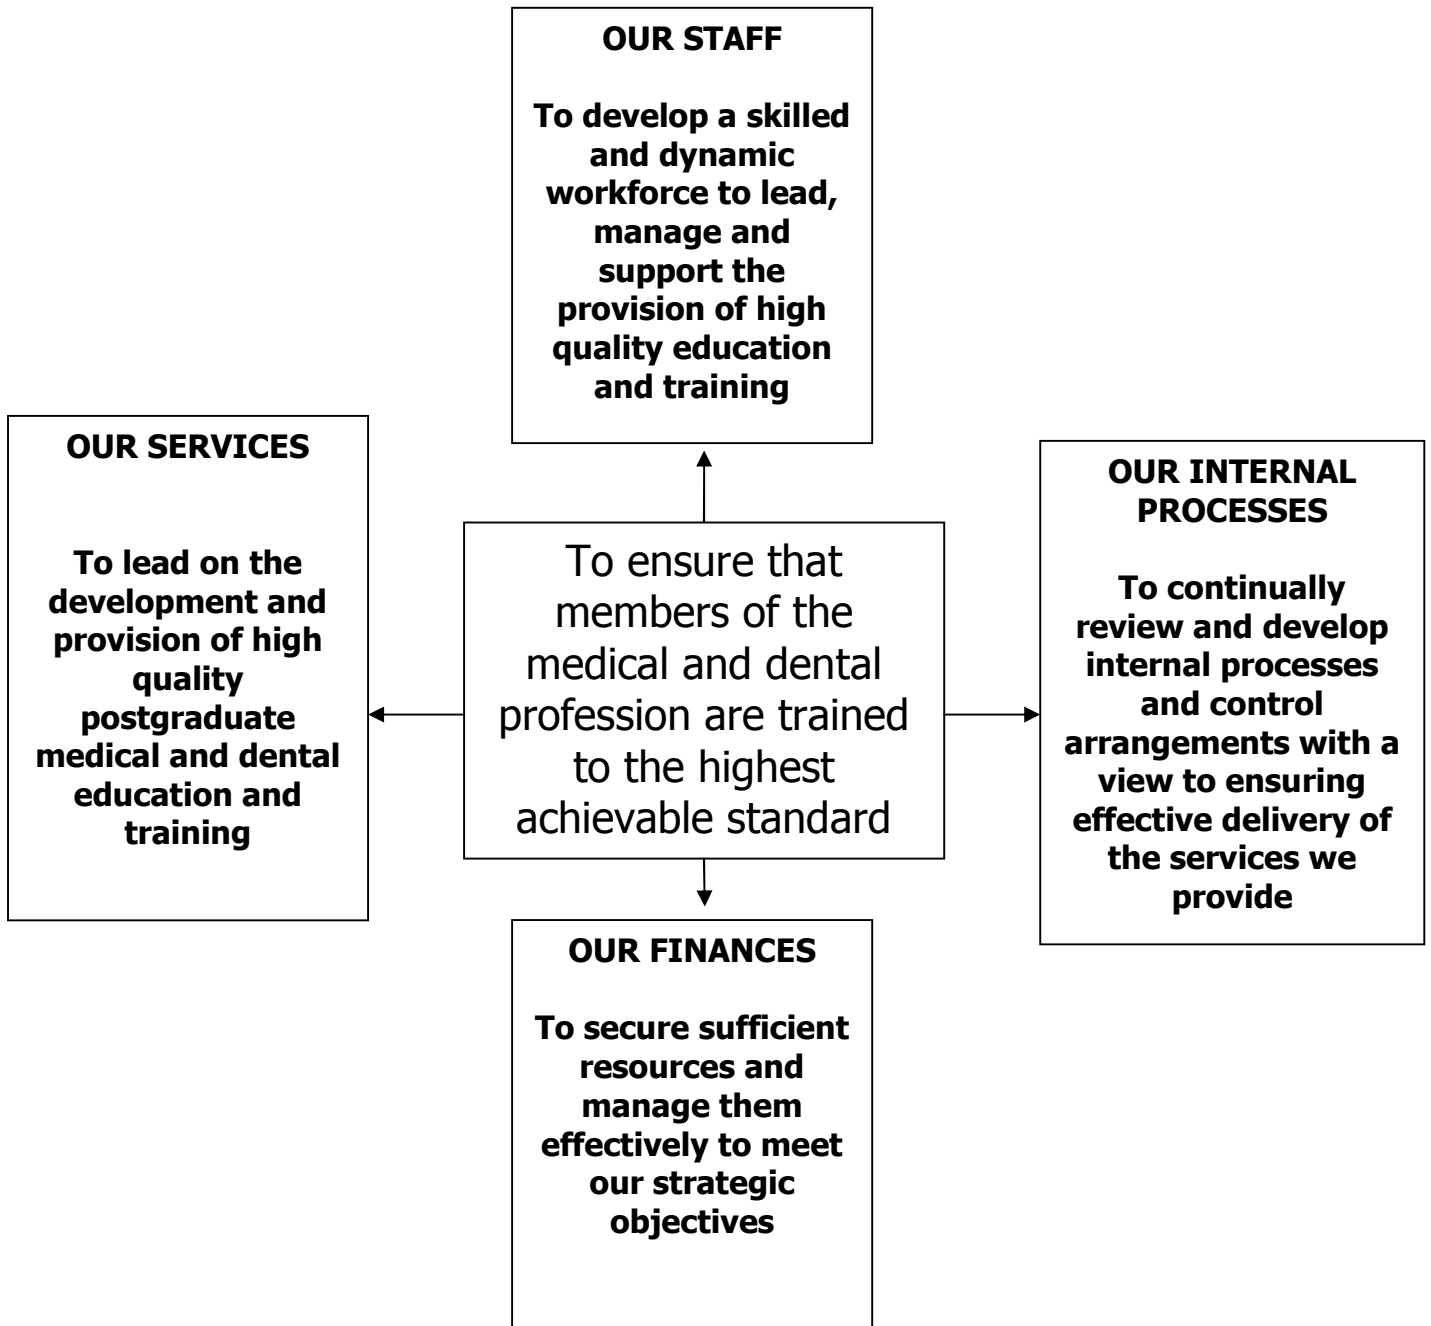 OUR STAFF
To develop a skilled
and dynamic
workforce to lead,
manage and
support the
provision of high
quality education
and training
OUR SERVICES
To lead on the
development and
provision of high
quality
postgraduate
medical and dental
education and
training
To ensure that
members of the
medical and dental
profession are trained
to the highest
achievable standard
OUR INTERNAL
PROCESSES
To continually
review and develop
internal processes
and control
arrangements with a
view to ensuring
effective delivery of
the services we
provide
OUR FINANCES
To secure sufficient
resources and
manage them
effectively to meet
our strategic
objectives